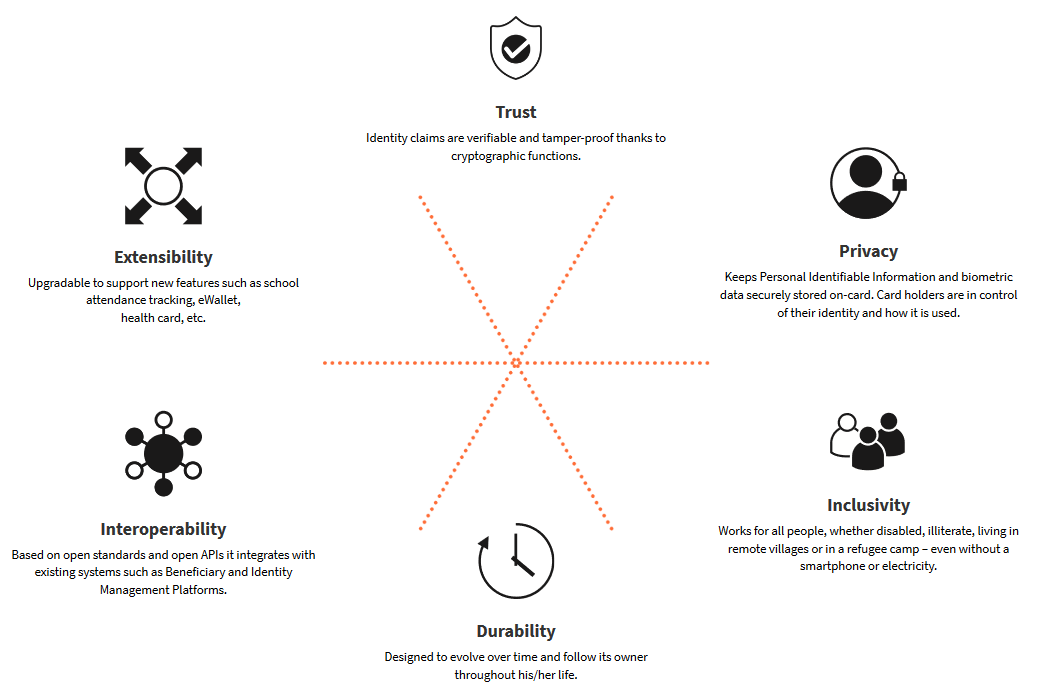 Trust
Identity claims are verifiable and tamper-proof thanks to
cryptographic functions.
Extensibility
Upgradable to support new features such as school
attendance tracking, eWallet,
health card, etc.
Privacy
Keeps Personal Identifiable Information and biometric
data securely stored on-card. Card holders are in control
of their identity and how it is used.
Interoperability
Based on open standards and open APIs it integrates with
existing systems such as Beneficiary and Identity
Management Platforms.
Inclusivity
Works for all people, whether disabled, illiterate, living in
remote villages or in a refugee camp – even without a
smartphone or electricity.
Durability
Designed to evolve over time and follow its owner
throughout his/her life.